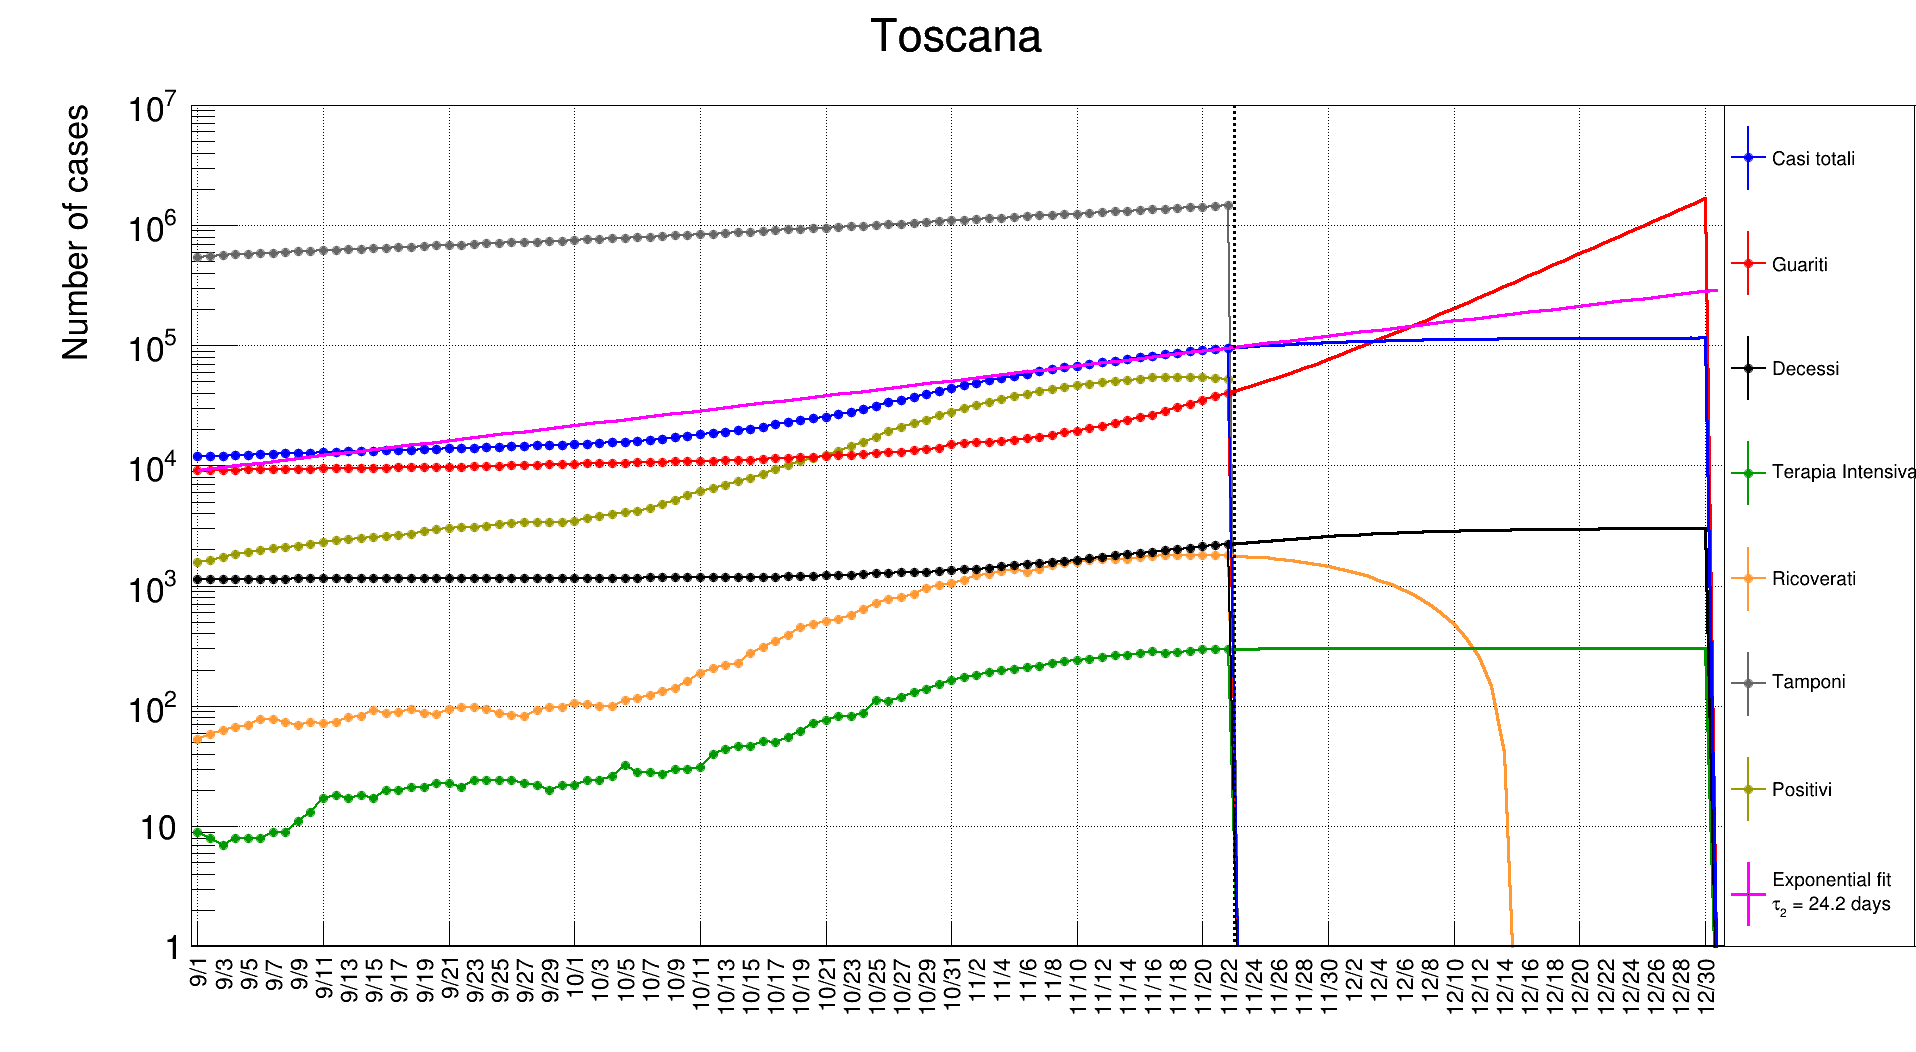 Toscana
Number of cases
10^7
10^6
10^5
10^4
10^3
10^2
10
1
9/1 9/3 9/5 9/7 9/9 9/11 9/13 9/15 9/17 9/19 9/21 9/23 9/25 9/27 9/29 10/1 10/3 10/5 10/7 10/9 10/11 10/13 10/15 10/17 10/19 10/21 10/23 10/25 10/27 10/29 10/31 11/2 11/4 11/6 11/8 11/10 11/12 11/14 11/16 11/18 11/20 11/22 11/24 11/26 11/28 11/30 12/2 12/4 12/6 12/8 12/10 12/12 12/14 12/16 12/18 12/20 12/22 12/24 12/26 12/28 12/30
Casi totali
Guariti
Decessi
Terapia Intensiva
Ricoverati
Tamponi
Positivi
Exponential fit
τ₂ = 24.2 days